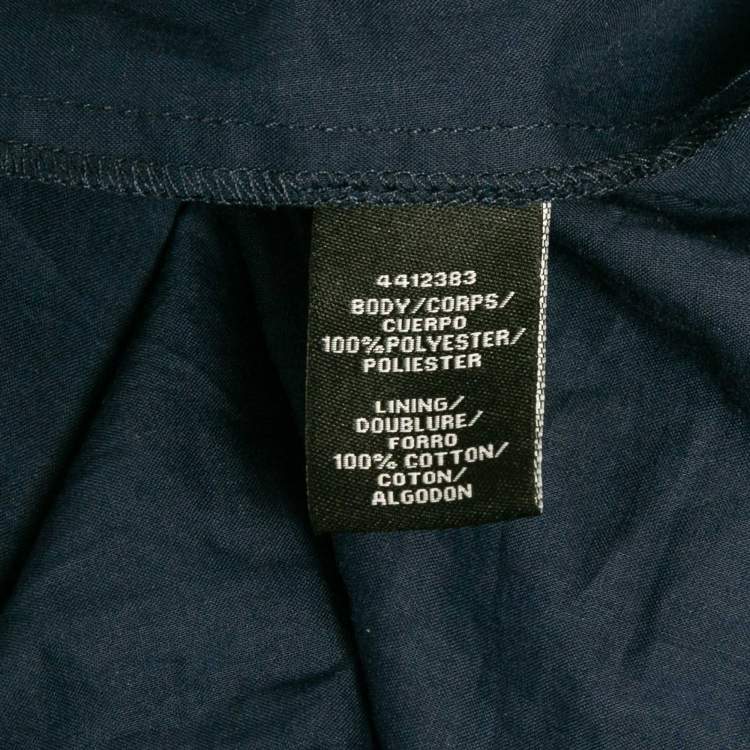 4412383
BODY/CORPS/
CUERPO
100%POLYESTER/
POLIESTER
LINING/
DOUBLURE/
FORRO
100% COTTON/
COTON/
ALGODON